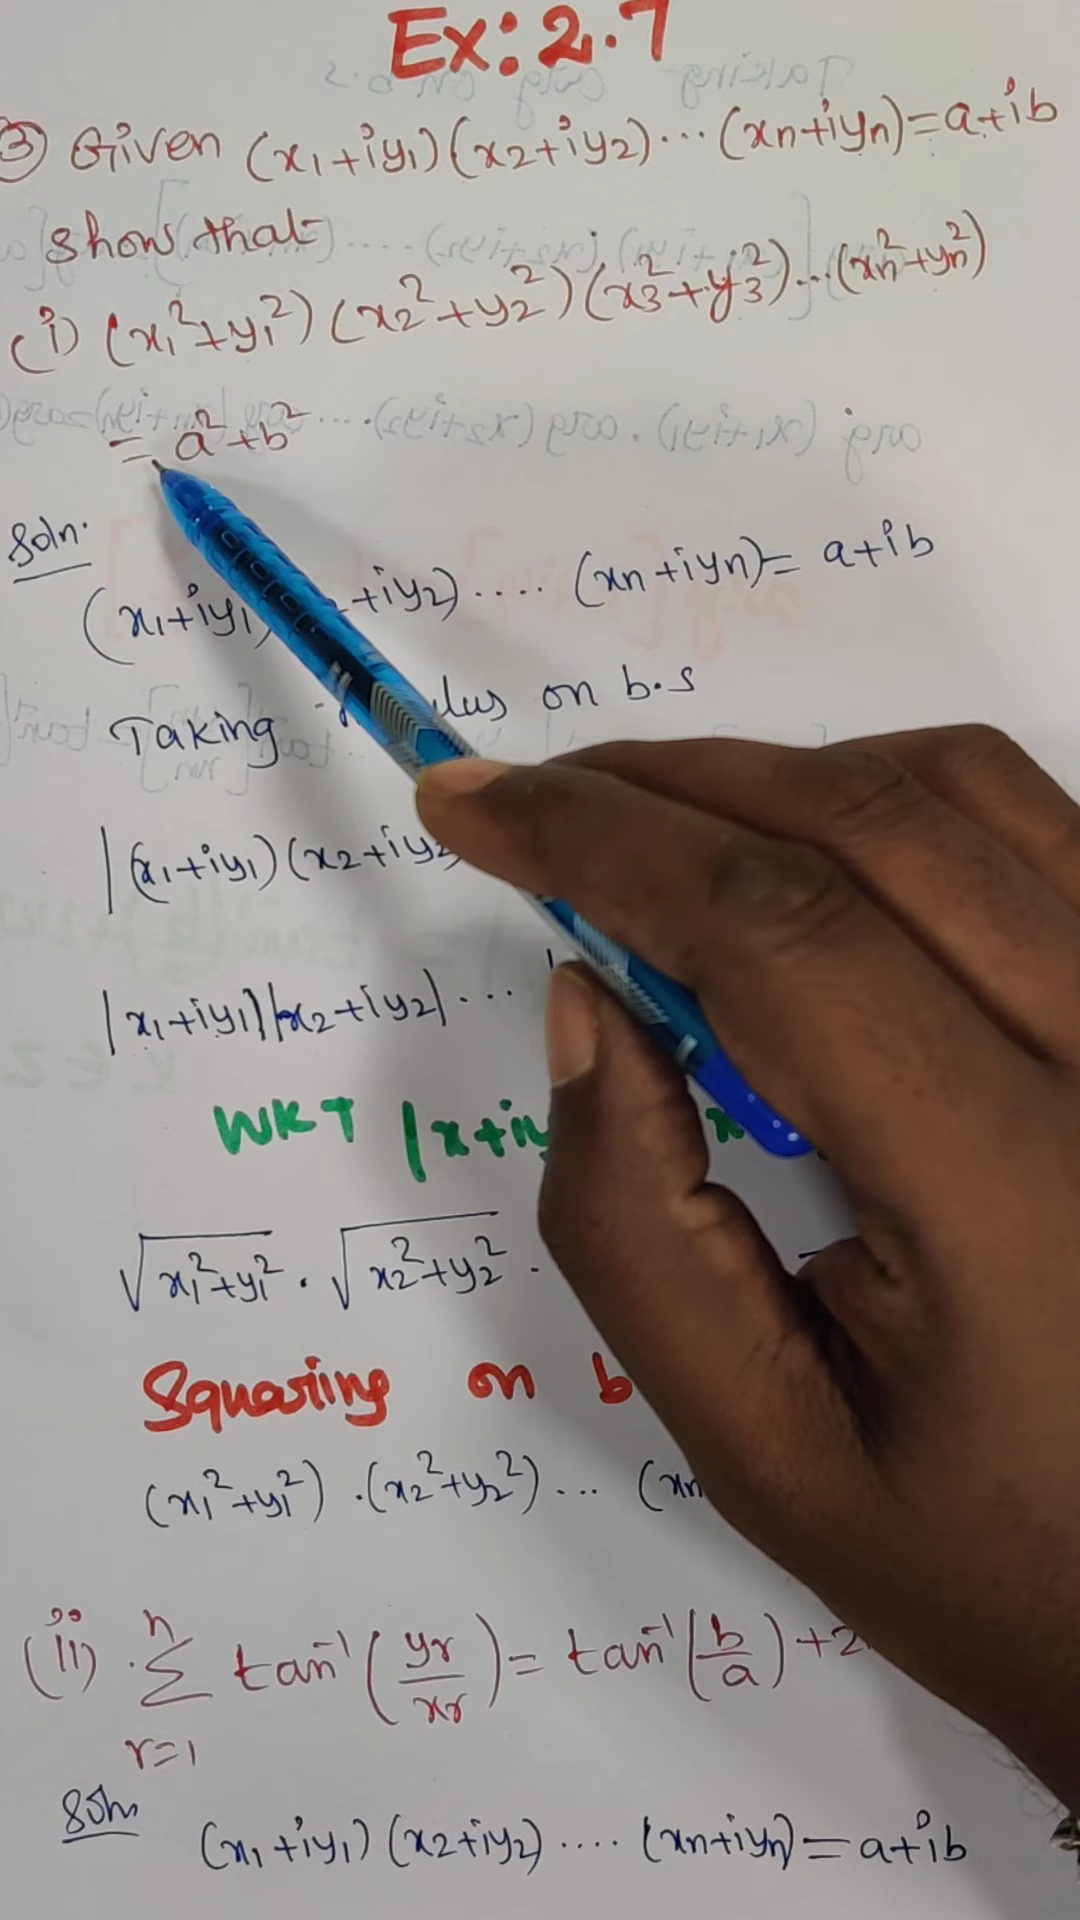 Ex: 2.7
③ Given (x₁+iy₁)(x₂+iy₂)...(xn+iyn)=a+ib
show that
(i) (x₁²+y₁²)(x₂²+y₂²)(x₃²+y₃²)...(xn²+yn²)
= a²+b²
Soln.
(x₁+iy₁) +iy₂).... (xn+iyn)= a+ib
Taking on b.s
|(x₁+iy₁)(x₂+iy₂
|x₁+iy₁||x₂+iy₂|...
WKT |x+iy x
√x₁²+y₁² . √x₂²+y₂² .
Squaring on b
(x₁²+y₁²) .(x₂²+y₂²)... (xn
(ii) n∑r=1 tan⁻¹(yr/xr)= tan⁻¹(b/a)+2
Soln
(x₁+iy₁)(x₂+iy₂).... (xn+iyn)=a+ib